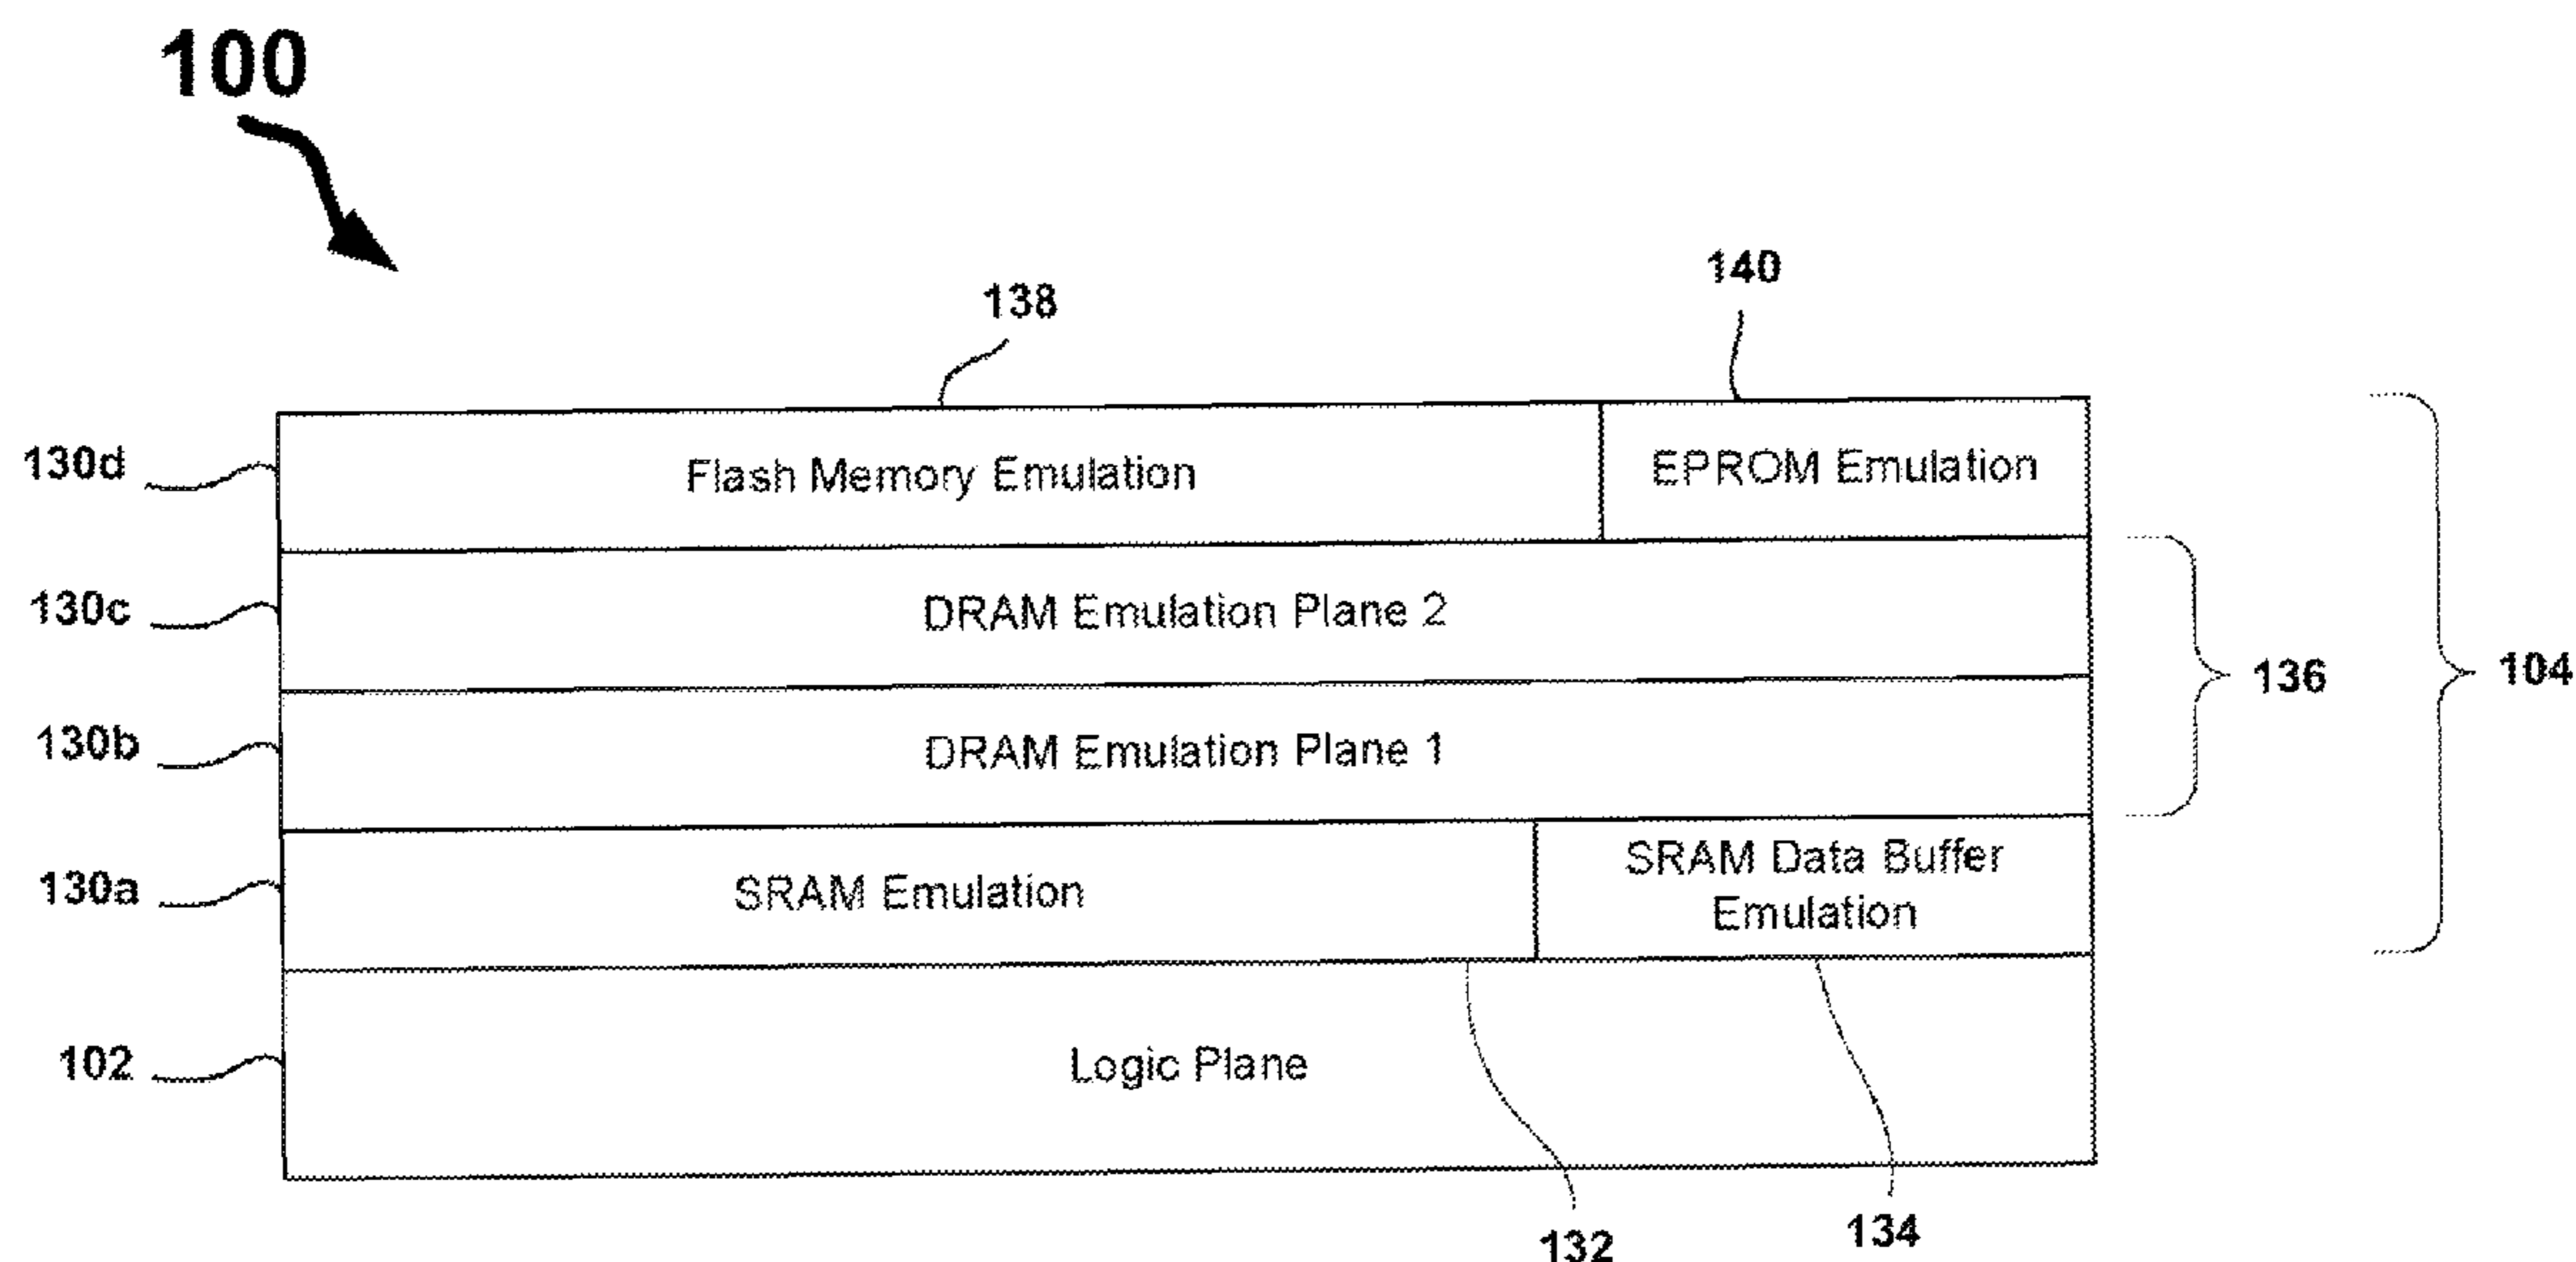 100
140
138
130d
Flash Memory Emulation
EPROM Emulation
130c
DRAM Emulation Plane 2
136
104
130b
DRAM Emulation Plane 1
130a
SRAM Emulation
SRAM Data Buffer
Emulation
102
Logic Plane
132
134